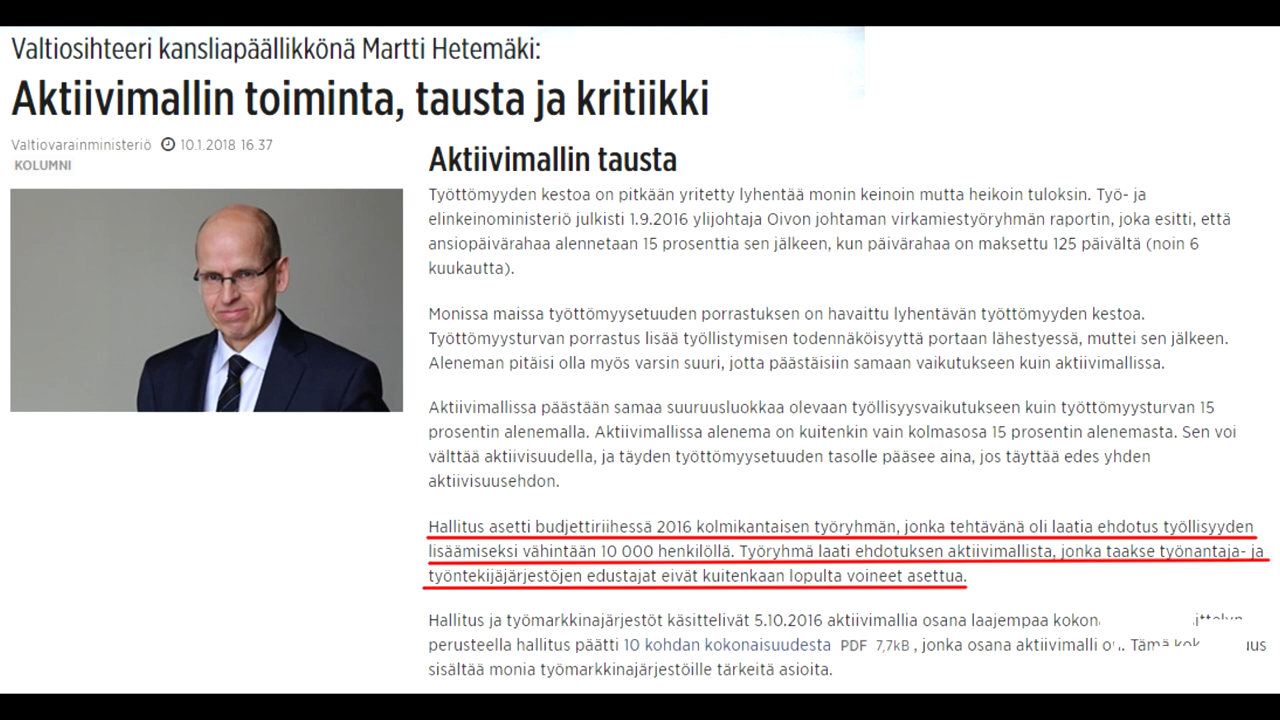 Valtiosihteeri kansliapäällikkönä Martti Hetemäki:
Aktiivimallin toiminta, tausta ja kritiikki
Valtiovarainministeriö 10.1.2018 16.37
KOLUMNI
Aktiivimallin tausta
Työttömyyden kestoa on pitkään yritetty lyhentää monin keinoin mutta heikoin tuloksin. Työ- ja
elinkeinoministeriö julkisti 1.9.2016 ylijohtaja Oivon johtaman virkamiestyöryhmän raportin, joka esitti, että
ansiopäivärahaa alennetaan 15 prosenttia sen jälkeen, kun päivärahaa on maksettu 125 päivältä (noin 6
kuukautta).
Monissa maissa työttömyysetuuden porrastuksen on havaittu lyhentävän työttömyyden kestoa.
Työttömyysturvan porrastus lisää työllistymisen todennäköisyyttä portaan lähestyessä, muttei sen jälkeen.
Aleneman pitäisi olla myös varsin suuri, jotta päästäisiin samaan vaikutukseen kuin aktiivimallissa.
Aktiivimallissa päästään samaa suuruusluokkaa olevaan työllisyysvaikutukseen kuin työttömyysturvan 15
prosentin alenemalla. Aktiivimallissa alenema on kuitenkin vain kolmasosa 15 prosentin alenemasta. Sen voi
välttää aktiivisuudella, ja täyden työttömyysetuuden tasolle pääsee aina, jos täyttää edes yhden
aktiivisuusehdon.
Hallitus asetti budjettiriihessä 2016 kolmikantaisen työryhmän, jonka tehtävänä oli laatia ehdotus työllisyyden
lisäämiseksi vähintään 10 000 henkilöllä. Työryhmä laati ehdotuksen aktiivimallista, jonka taakse työnantaja- ja
työntekijäjärjestöjen edustajat eivät kuitenkaan lopulta voineet asettua.
Hallitus ja työmarkkinajärjestöt käsittelivät 5.10.2016 aktiivimallia osana laajempaa
perusteella hallitus päätti 10 kohdan kokonaisuudesta PDF 7,7kB , jonka osana aktiivimalli Tämä
sisältää monia työmarkkinajärjestöille tärkeitä asioita.